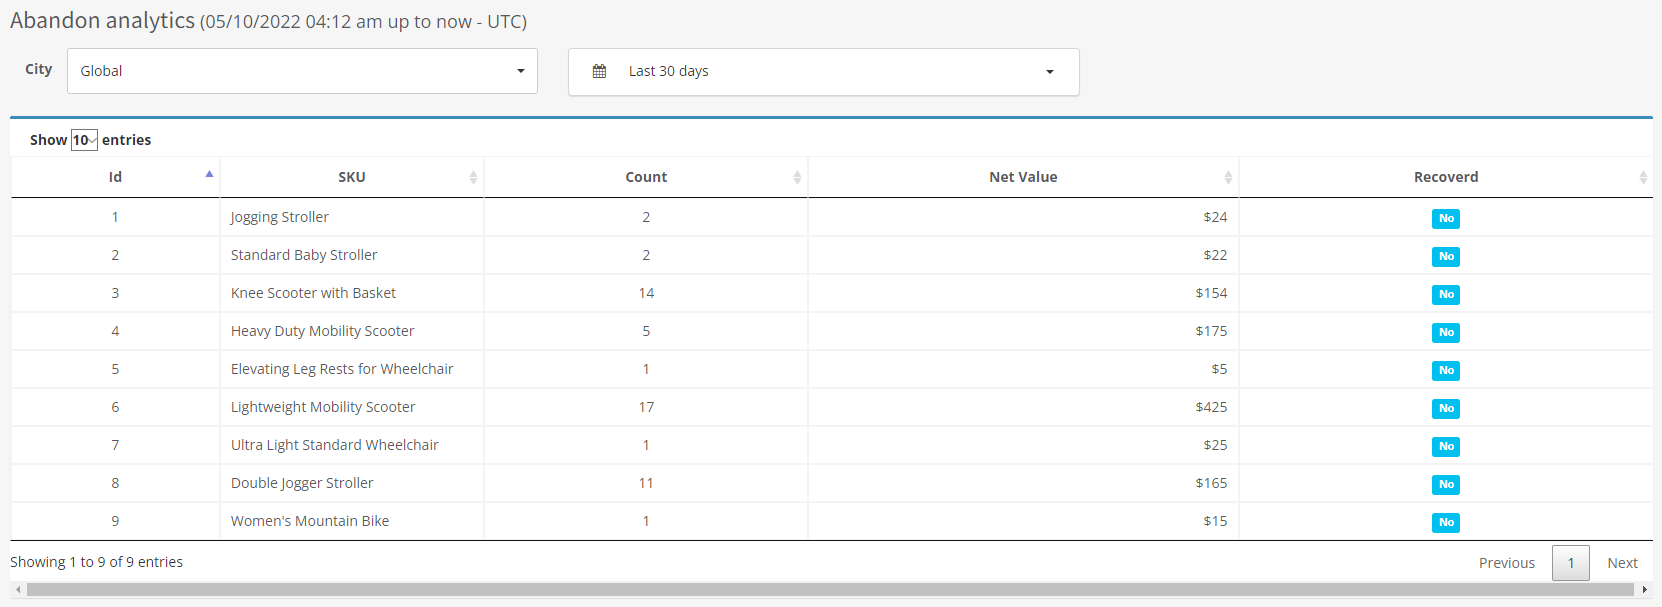 Abandon analytics (05/10/2022 04:12 am up to now - UTC)
City Global Last 30 days
Show 10 entries
Id SKU Count Net Value Recoverd
1 Jogging Stroller 2 $24 No
2 Standard Baby Stroller 2 $22 No
3 Knee Scooter with Basket 14 $154 No
4 Heavy Duty Mobility Scooter 5 $175 No
5 Elevating Leg Rests for Wheelchair 1 $5 No
6 Lightweight Mobility Scooter 17 $425 No
7 Ultra Light Standard Wheelchair 1 $25 No
8 Double Jogger Stroller 11 $165 No
9 Women's Mountain Bike 1 $15 No
Showing 1 to 9 of 9 entries Previous 1 Next